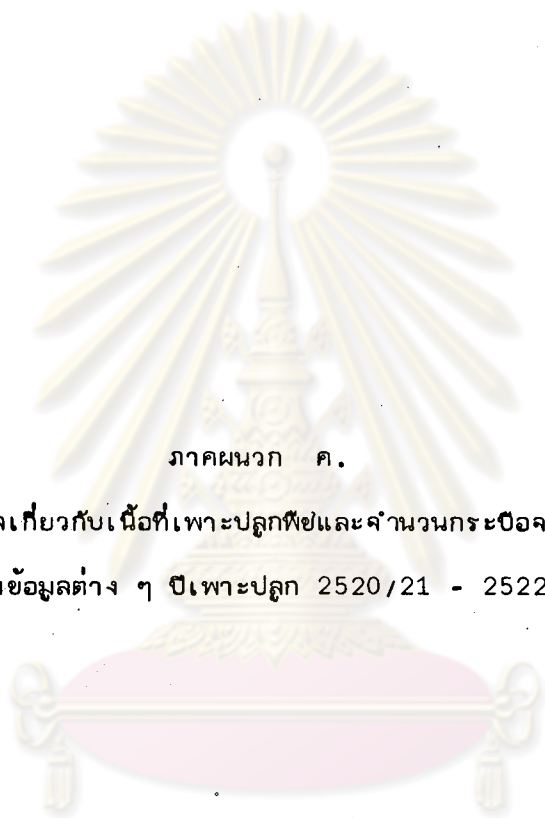 ภาคผนวก ค.
เกี่ยวกับเนื้อที่เพาะปลูกพืชและจำนวนกระบือ
ข้อมูลต่าง ๆ ปีเพาะปลูก 2520/21 - 2522